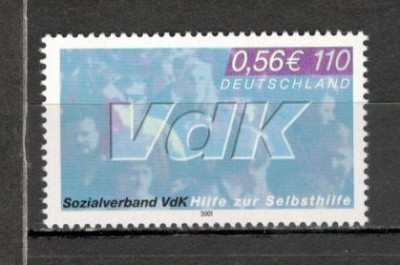 0,56€ 110
DEUTSCHLAND
VdK
Sozialverband VdK Hilfe zur Selbsthilfe
2001